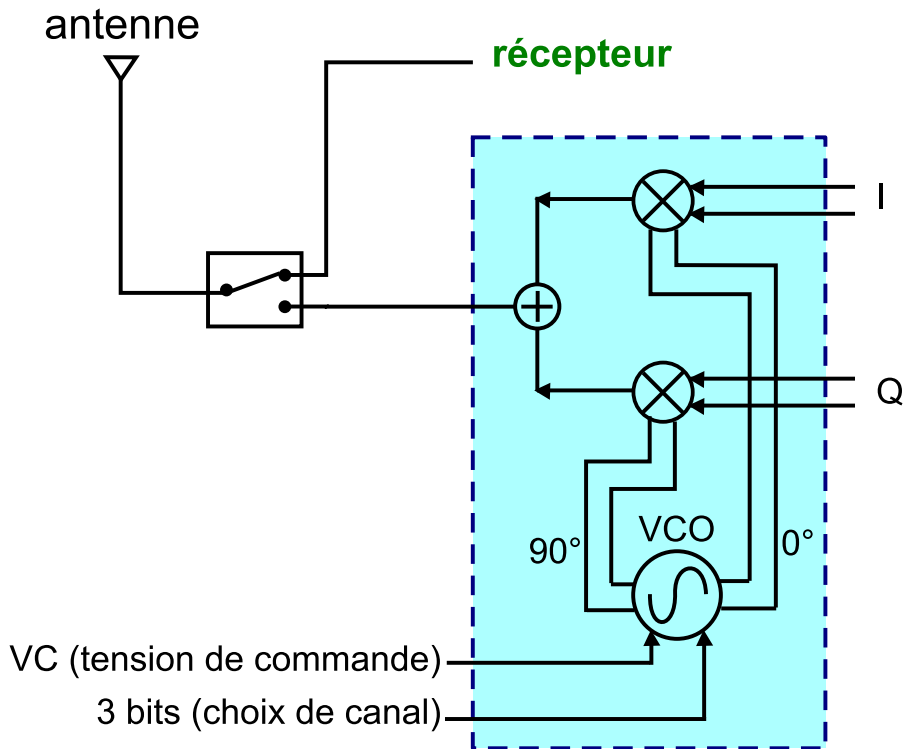 antenne
récepteur
I
Q
VCO
90°
0°
VC (tension de commande)
3 bits (choix de canal)